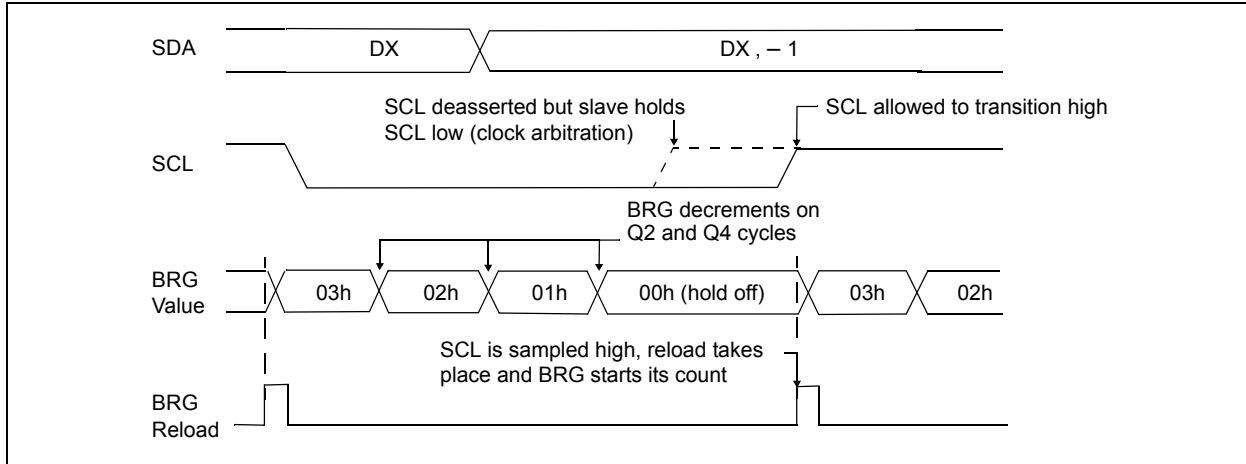 SDA
DX
DX , – 1
SCL deasserted but slave holds
SCL low (clock arbitration)
SCL allowed to transition high
SCL
BRG decrements on
Q2 and Q4 cycles
BRG
Value
03h
02h
01h
00h (hold off)
03h
02h
SCL is sampled high, reload takes
place and BRG starts its count
BRG
Reload